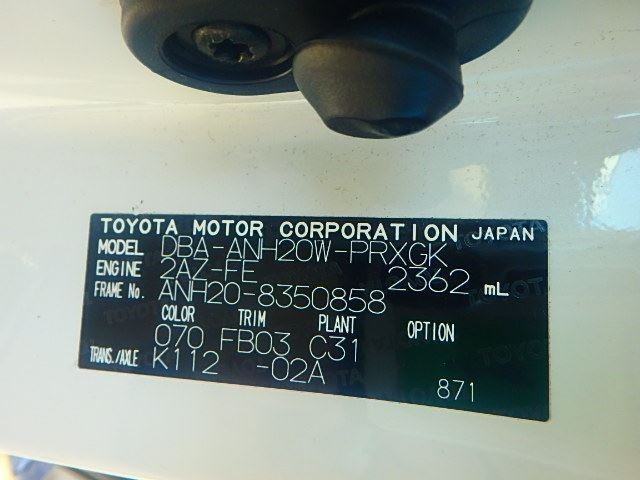 TOYOTA MOTOR CORPORATION JAPAN
MODEL DBA-ANH20W-PRXGK
ENGINE 2AZ-FE 2362 mL
FRAME No. ANH20-8350858
COLOR TRIM PLANT OPTION
070 FB03 C31
TRANS./AXLE K112 -02A 871